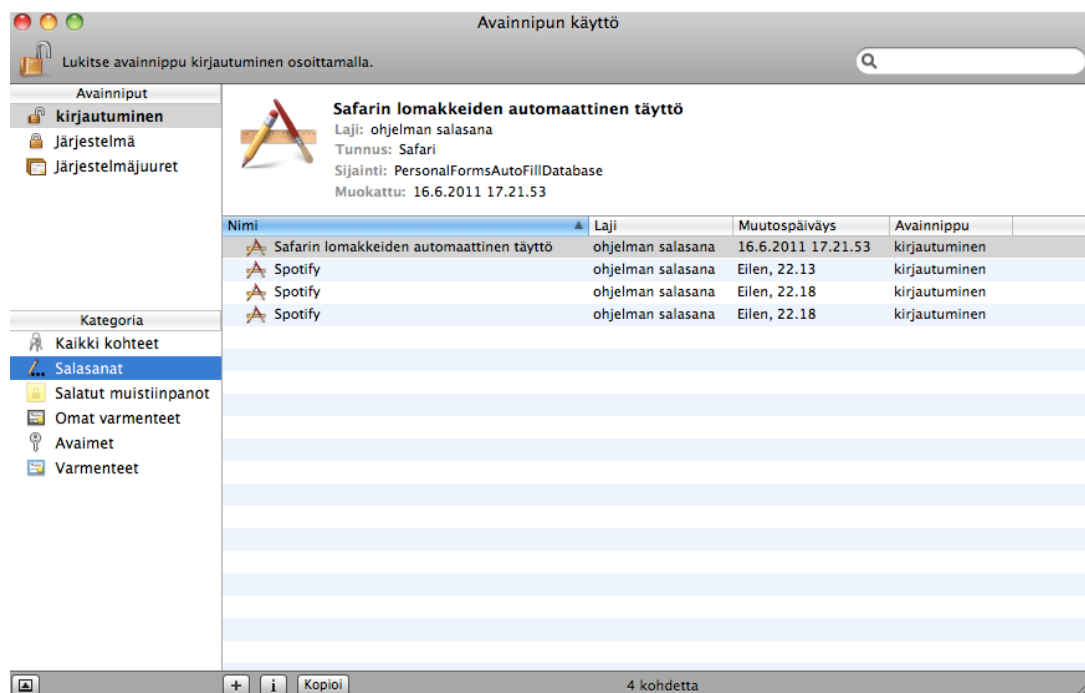 Avainnipun käyttö
Lukitse avainnippu kirjautuminen osoittamalla.
Avainniput
kirjautuminen
Järjestelmä
Järjestelmäjuuret
Kategoria
Kaikki kohteet
Salasanat
Salatut muistiinpanot
Omat varmenteet
Avaimet
Varmenteet
Safarin lomakkeiden automaattinen täyttö
Laji: ohjelman salasana
Tunnus: Safari
Sijainti: PersonalFormsAutoFillDatabase
Muokattu: 16.6.2011 17.21.53
Nimi Laji Muutospäiväys Avainnippu
Safarin lomakkeiden automaattinen täyttö ohjelman salasana 16.6.2011 17.21.53 kirjautuminen
Spotify ohjelman salasana Eilen, 22.13 kirjautuminen
Spotify ohjelman salasana Eilen, 22.18 kirjautuminen
Spotify ohjelman salasana Eilen, 22.18 kirjautuminen
+ i Kopioi 4 kohdetta